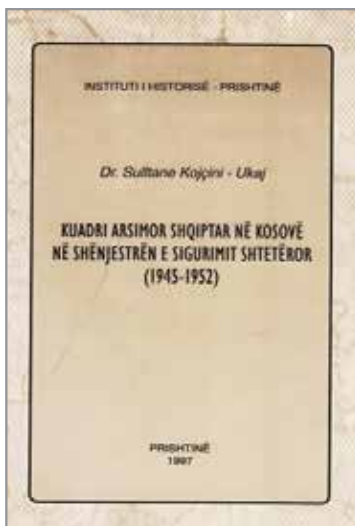 INSTITUTI I HISTORISË - PRISHTINË
Dr. Sulltane Kojçini - Ukaj
KUADRI ARSIMOR SHQIPTAR NË KOSOVË
NË SHËNJESTRËN E SIGURIMIT SHTETËROR
(1945-1952)
PRISHTINË
1997